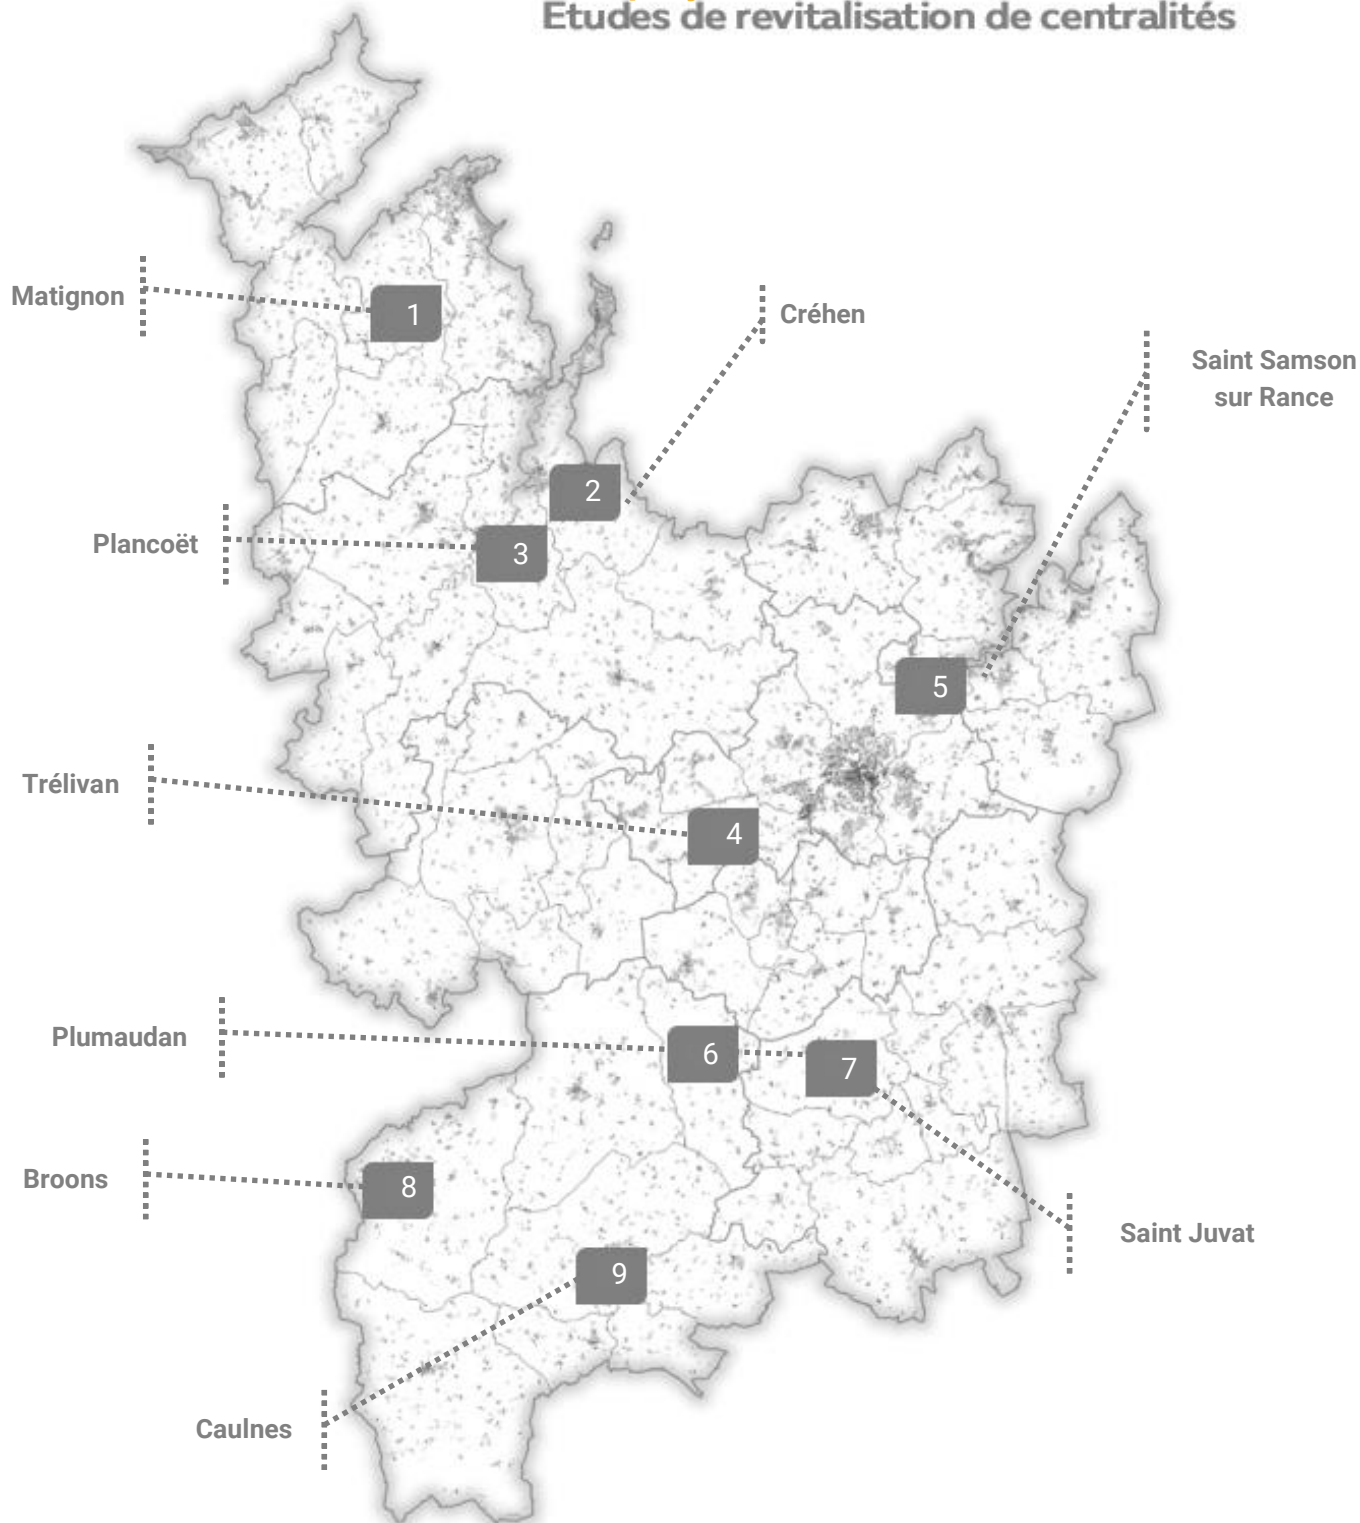 Etudes de revitalisation de centralités
Matignon
1
Créhen
Saint Samson
sur Rance
2
Plancoët
3
5
Trélivan
4
Plumaudan
6
7
Broons
8
Saint Juvat
9
Caulnes